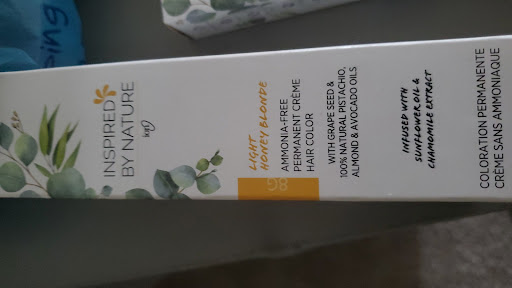 INSPIRED
BY NATURE
ion
LIGHT
HONEY BLONDE
8G
AMMONIA-FREE
PERMANENT CRÈME
HAIR COLOR
WITH GRAPE SEED &
100% NATURAL PISTACHIO,
ALMOND & AVOCADO OILS
INFUSED WITH
SUNFLOWER OIL &
CHAMOMILE EXTRACT
COLORATION PERMANENTE
CRÈME SANS AMMONIAQUE